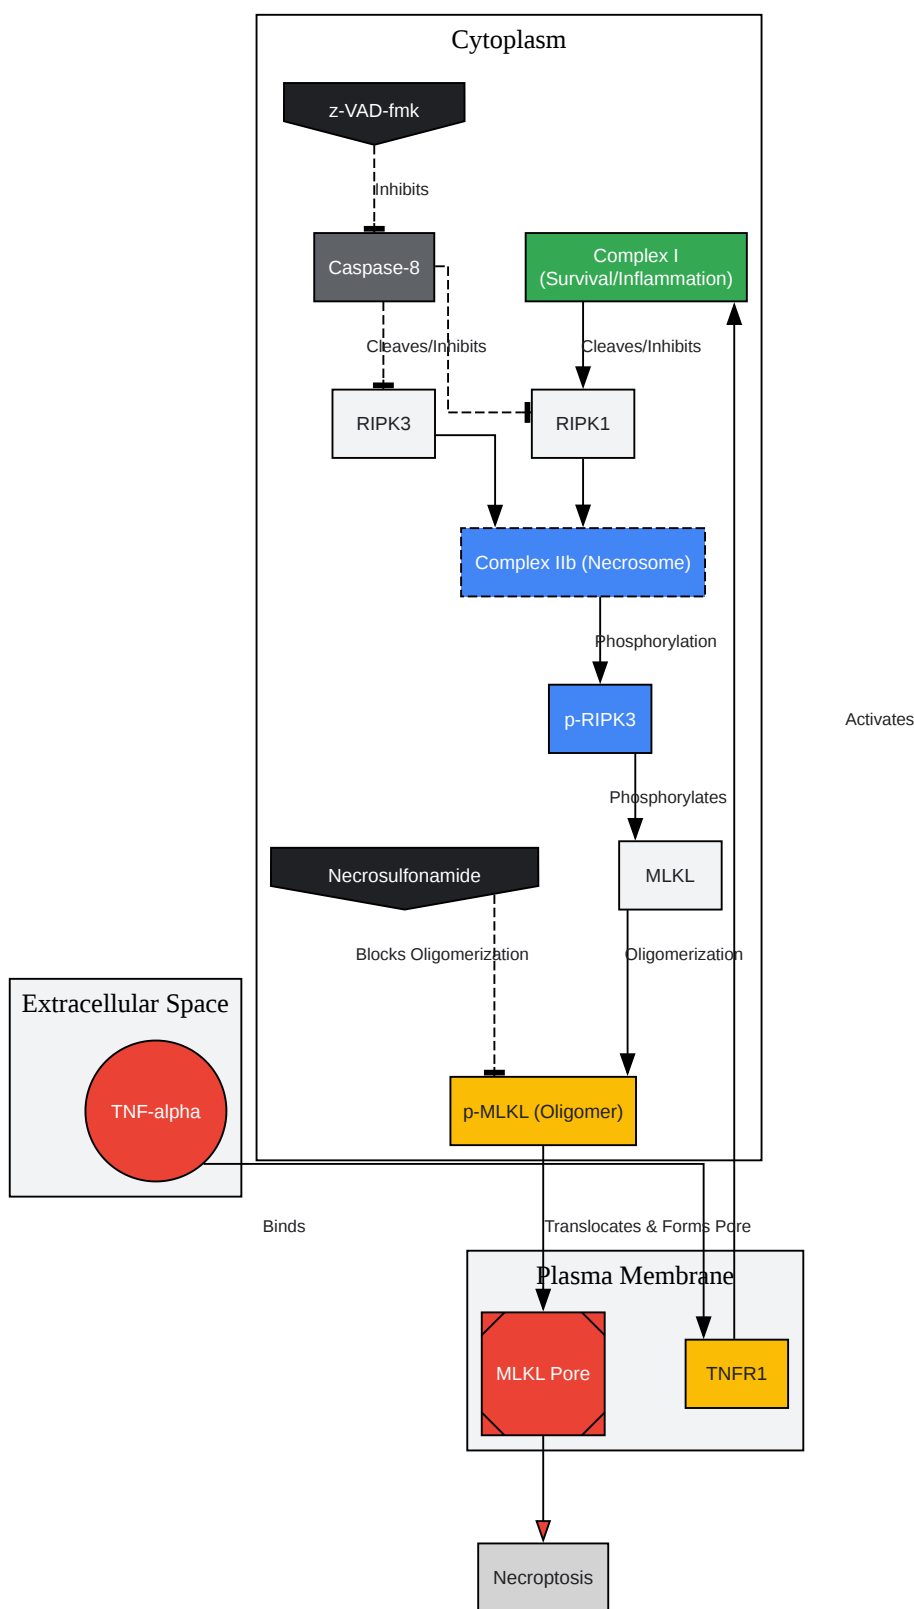 Cytoplasm
z-VAD-fmk
Inhibits
Caspase-8
Complex I
(Survival/Inflammation)
Cleaves/Inhibits
Cleaves/Inhibits
RIPK3
RIPK1
Complex IIb (Necrosome)
Phosphorylation
p-RIPK3
Activates
Phosphorylates
Necrosulfonamide
MLKL
Blocks Oligomerization
Oligomerization
Extracellular Space
TNF-alpha
p-MLKL (Oligomer)
Binds
Translocates & Forms Pore
Plasma Membrane
MLKL Pore
TNFR1
Necroptosis